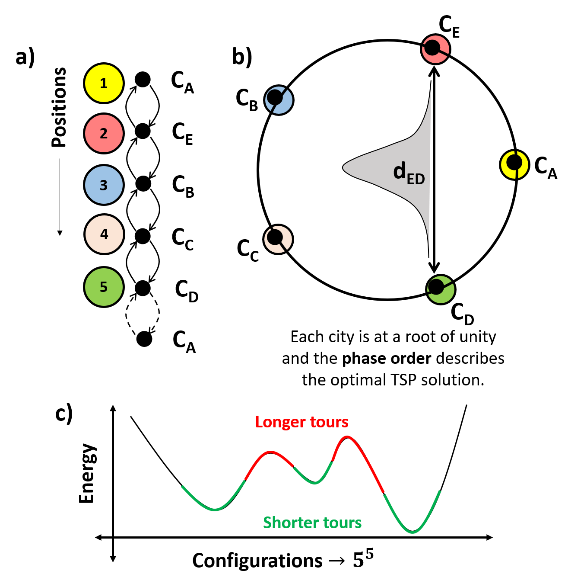 a)
Positions
1
2
3
4
5
C_A
C_E
C_B
C_C
C_D
C_A
b)
C_E
C_B
C_A
d_ED
C_C
C_D
Each city is at a root of unity
and the phase order describes
the optimal TSP solution.
c)
Energy
Longer tours
Shorter tours
Configurations → 5⁵